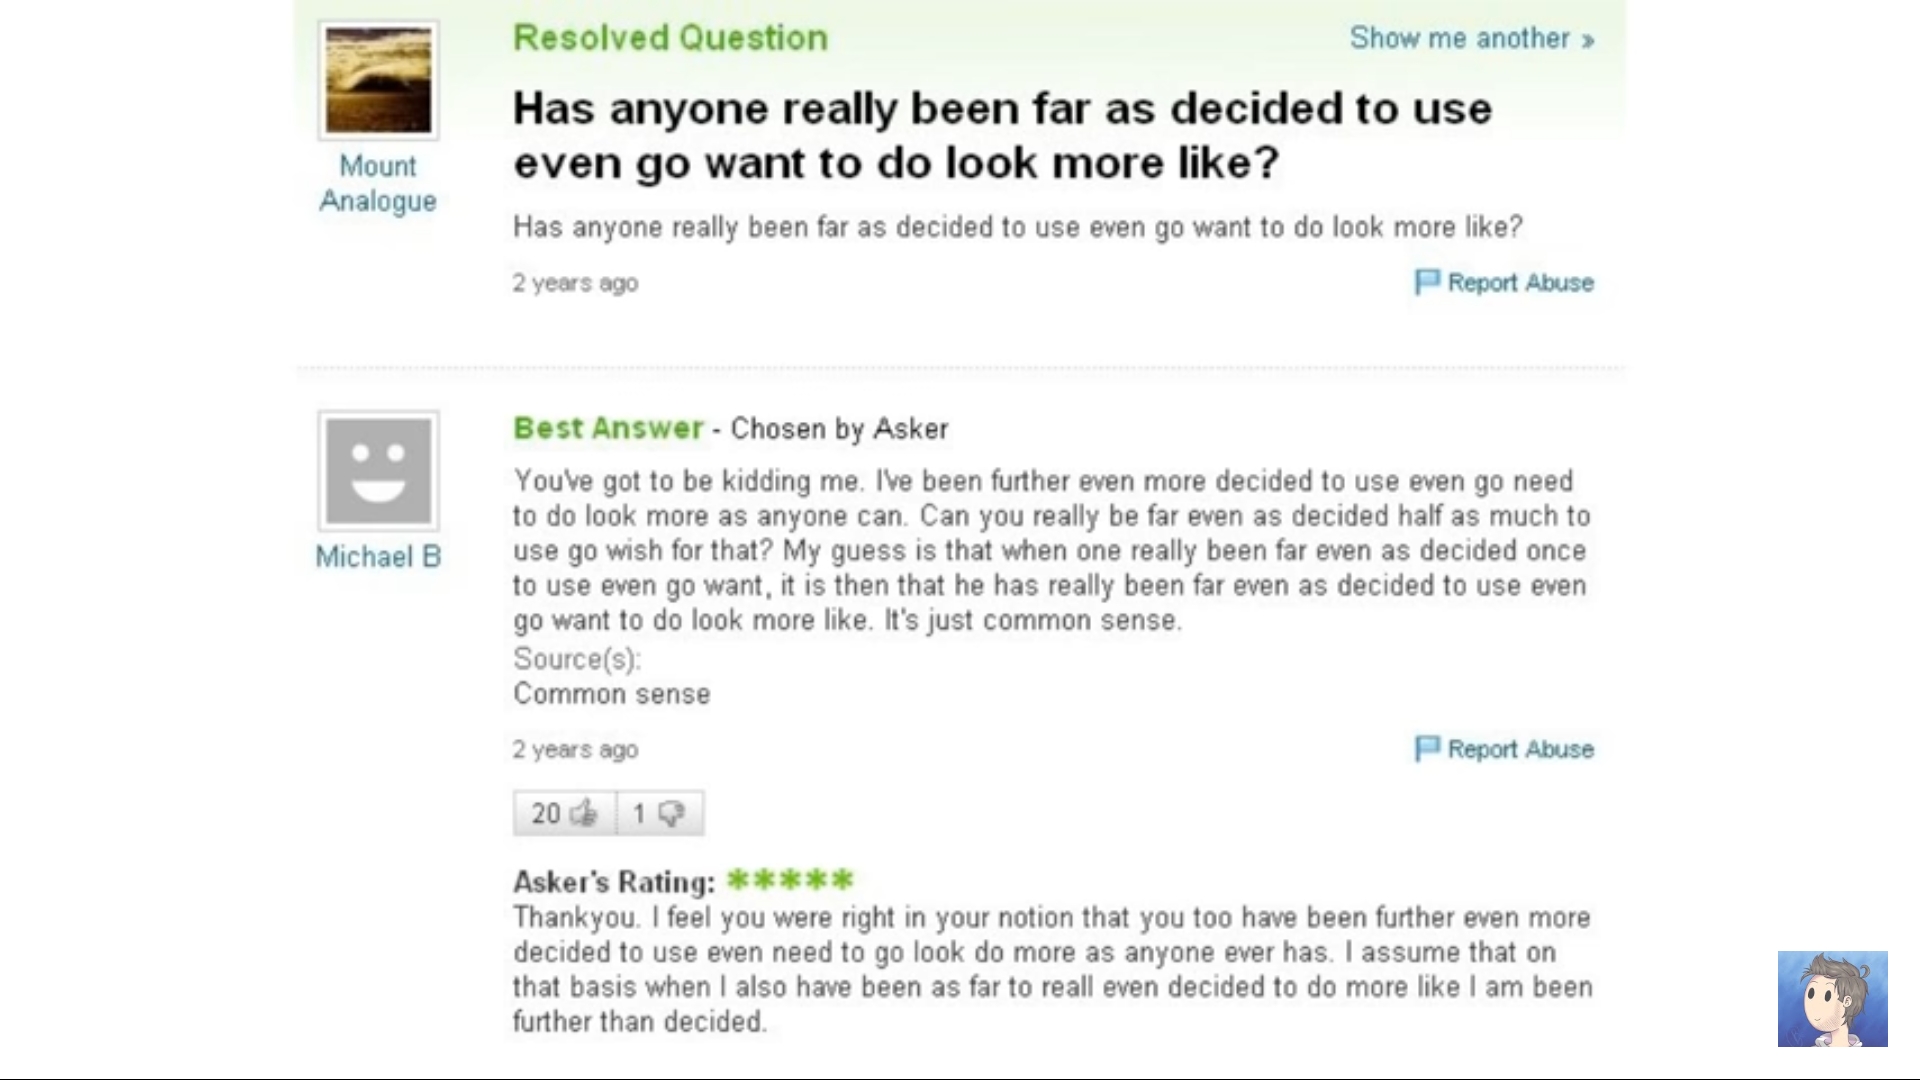 Resolved Question
Show me another »
Mount
Analogue
Has anyone really been far as decided to use
even go want to do look more like?
Has anyone really been far as decided to use even go want to do look more like?
2 years ago
Report Abuse
Michael B
Best Answer - Chosen by Asker
You've got to be kidding me. I've been further even more decided to use even go need
to do look more as anyone can. Can you really be far even as decided half as much to
use go wish for that? My guess is that when one really been far even as decided once
to use even go want, it is then that he has really been far even as decided to use even
go want to do look more like. It's just common sense.
Source(s):
Common sense
2 years ago
Report Abuse
20 1
Asker's Rating: *****
Thankyou. I feel you were right in your notion that you too have been further even more
decided to use even need to go look do more as anyone ever has. I assume that on
that basis when I also have been as far to reall even decided to do more like I am been
further than decided.